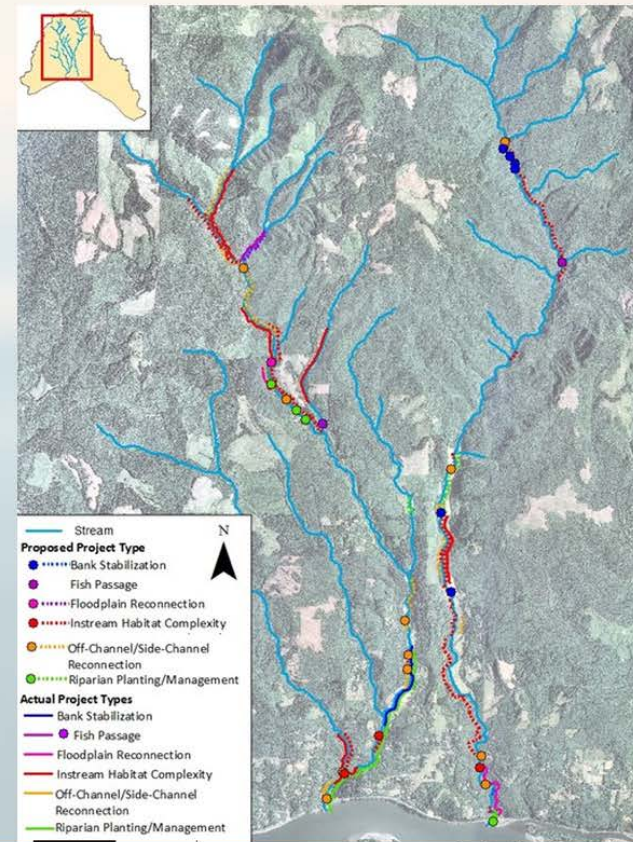 N
Stream
Proposed Project Type
Bank Stabilization
Fish Passage
Floodplain Reconnection
Instream Habitat Complexity
Off-Channel/Side-Channel
Reconnection
Riparian Planting/Management
Actual Project Types
Bank Stabilization
Fish Passage
Floodplain Reconnection
Instream Habitat Complexity
Off-Channel/Side-Channel
Reconnection
Riparian Planting/Management